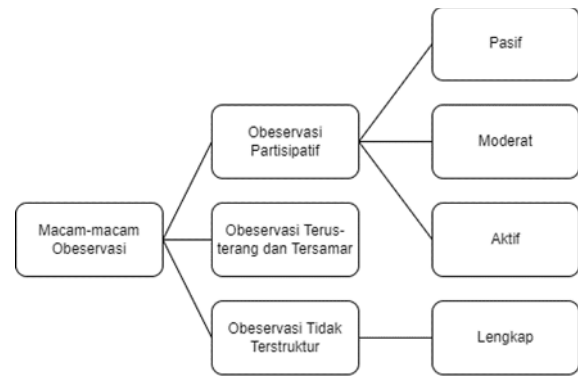 Macam-macam
Obeservasi
Obeservasi
Partisipatif
Obeservasi Terus-
terang dan Tersamar
Obeservasi Tidak
Terstruktur
Pasif
Moderat
Aktif
Lengkap